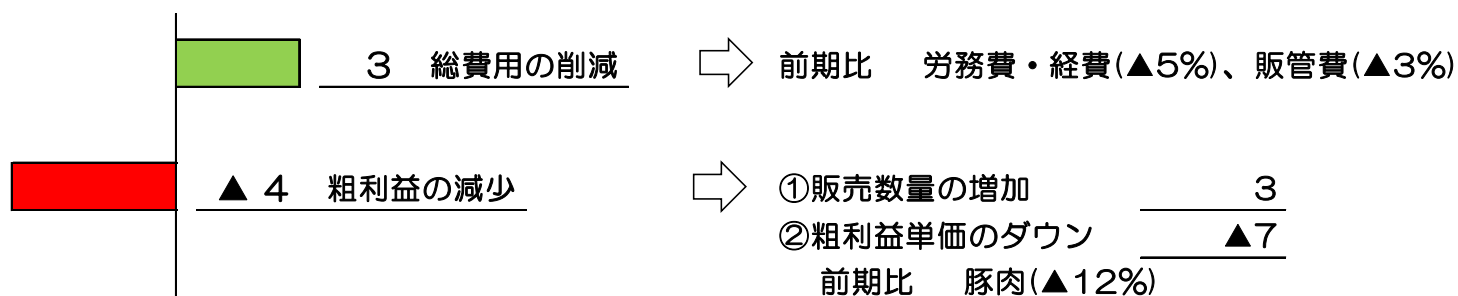 ３　総費用の削減　前期比　労務費・経費(▲５％)、販管費(▲３％)
▲ ４　粗利益の減少　①販売数量の増加　３
②粗利益単価のダウン　▲７
前期比　豚肉(▲１２％)